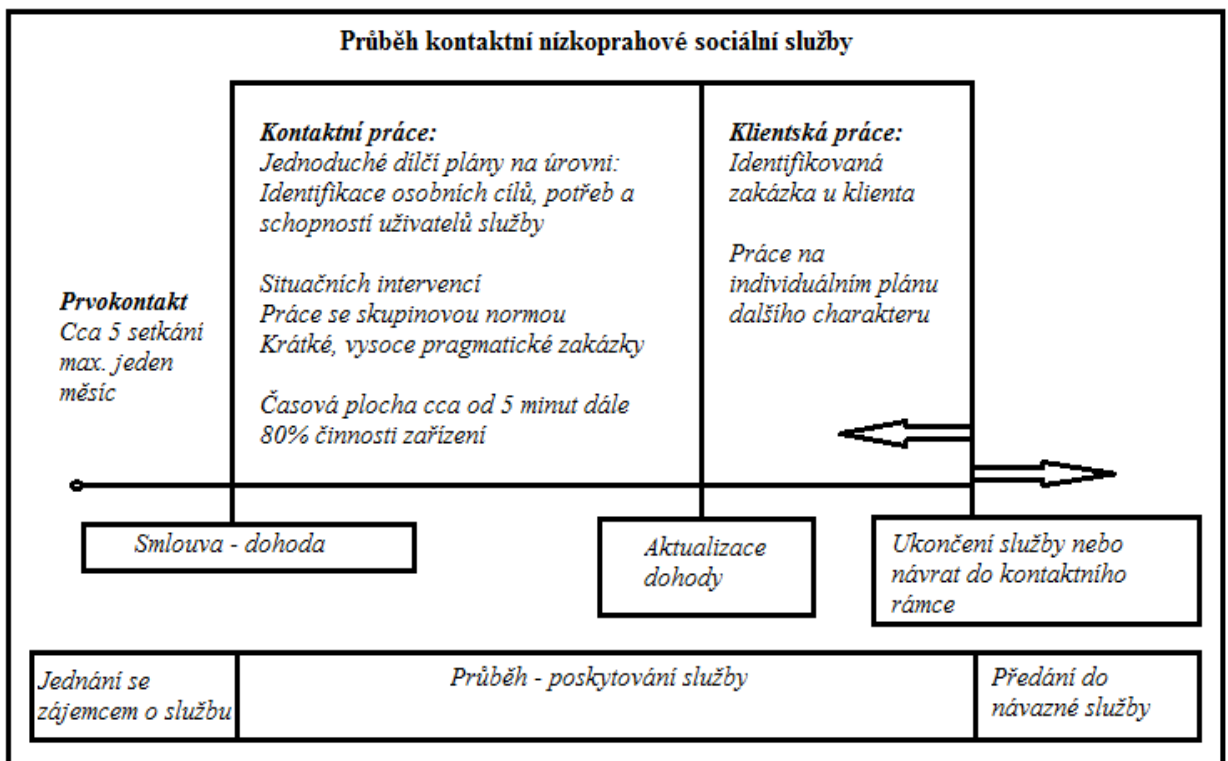 Průběh kontaktní nízkoprahové sociální služby
Prvokontakt
Cca 5 setkání
max. jeden
měsíc
Kontaktní práce:
Jednoduché dílčí plány na úrovni:
Identifikace osobních cílů, potřeb a
schopností uživatelů služby
Situačních intervencí
Práce se skupinovou normou
Krátké, vysoce pragmatické zakázky
Časová plocha cca od 5 minut dále
80% činnosti zařízení
Klientská práce:
Identifikovaná
zakázka u klienta
Práce na
individuálním plánu
dalšího charakteru
Smlouva - dohoda
Aktualizace
dohody
Ukončení služby nebo
návrat do kontaktního
rámce
Jednání se
zájemcem o službu
Průběh - poskytování služby
Předání do
návazné služby